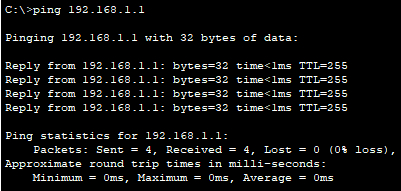 C:\>ping 192.168.1.1
Pinging 192.168.1.1 with 32 bytes of data:
Reply from 192.168.1.1: bytes=32 time<1ms TTL=255
Reply from 192.168.1.1: bytes=32 time<1ms TTL=255
Reply from 192.168.1.1: bytes=32 time<1ms TTL=255
Reply from 192.168.1.1: bytes=32 time<1ms TTL=255
Ping statistics for 192.168.1.1:
    Packets: Sent = 4, Received = 4, Lost = 0 (0% loss),
Approximate round trip times in milli-seconds:
    Minimum = 0ms, Maximum = 0ms, Average = 0ms